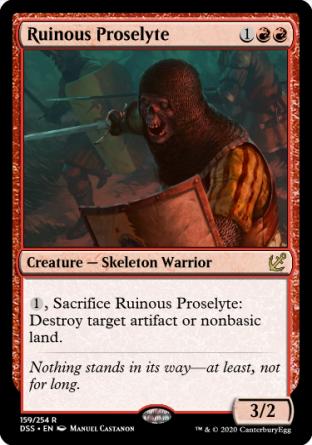 Ruinous Proselyte 1
Creature — Skeleton Warrior
1, Sacrifice Ruinous Proselyte:
Destroy target artifact or nonbasic
land.
Nothing stands in its way—at least, not
for long.
3/2
159/254 R
DSS • EN MANUEL CASTANON
™ & © 2020 CanterburyEgg